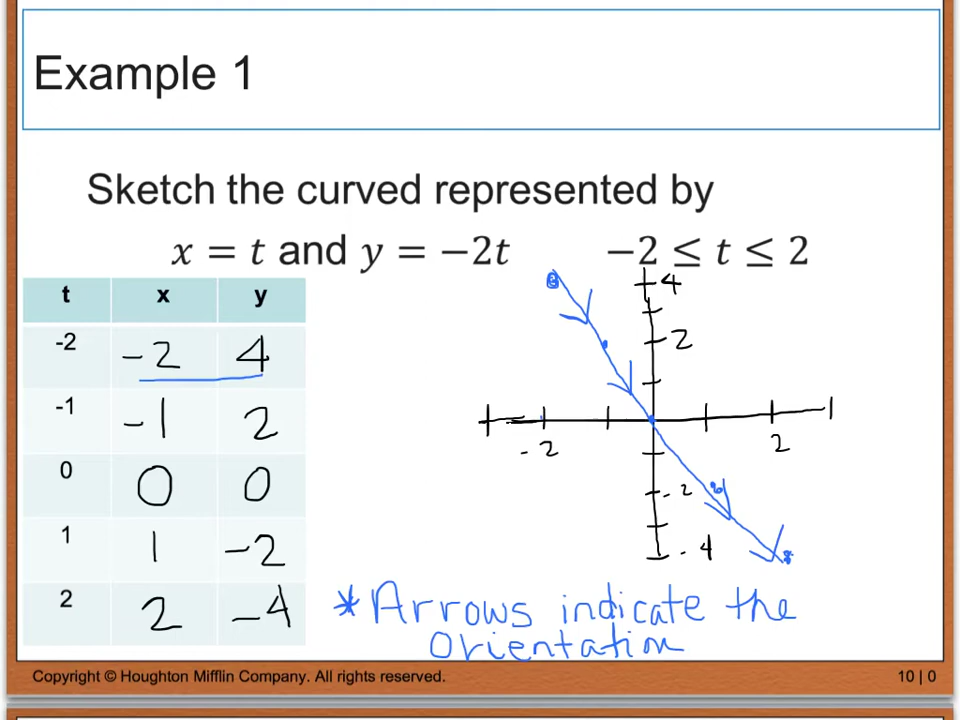 Example 1
Sketch the curved represented by
x = t and y = −2t −2 ≤ t ≤ 2
t x y
-2 -2 4
-1 -1 2
0 0 0
1 1 -2
2 2 -4
4
2
-2 2
-2
-4
*Arrows indicate the
Orientation
Copyright © Houghton Mifflin Company. All rights reserved. 10 | 0